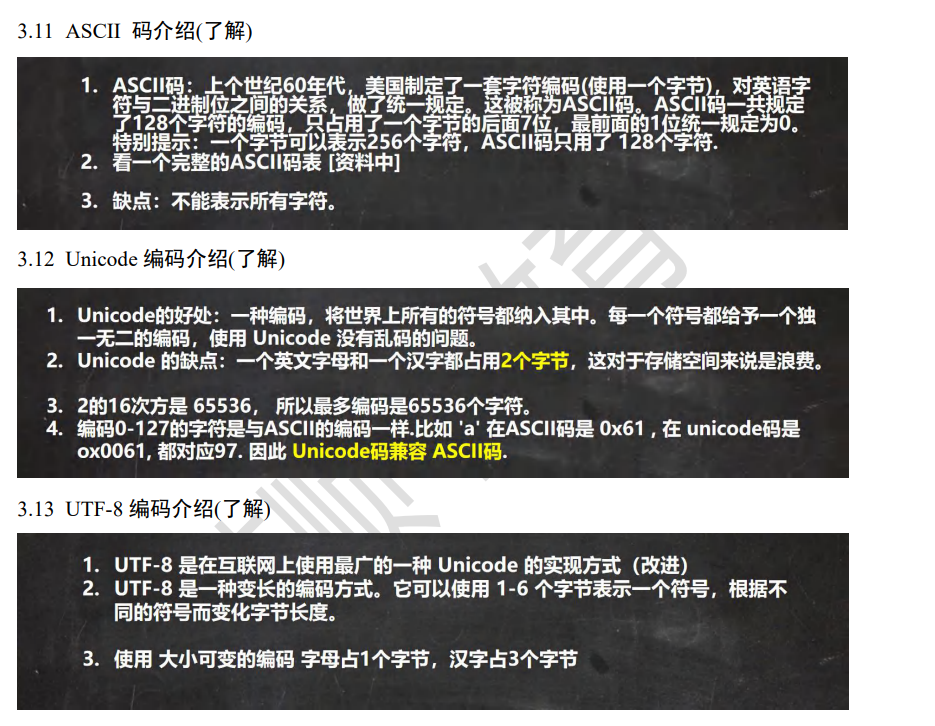 3.11 ASCII 码介绍(了解)
1. ASCII码：上个世纪60年代，美国制定了一套字符编码(使用一个字节)，对英语字
符与二进制位之间的关系，做了统一规定。这被称为ASCII码。ASCII码一共规定
了128个字符的编码，只占用了一个字节的后面7位，最前面的1位统一规定为0。
特别提示：一个字节可以表示256个字符，ASCII码只用了 128个字符.
2. 看一个完整的ASCII码表 [资料中]
3. 缺点：不能表示所有字符。
3.12 Unicode 编码介绍(了解)
1. Unicode的好处：一种编码，将世界上所有的符号都纳入其中。每一个符号都给予一个独
一无二的编码，使用 Unicode 没有乱码的问题。
2. Unicode 的缺点：一个英文字母和一个汉字都占用2个字节，这对于存储空间来说是浪费。
3. 2的16次方是 65536， 所以最多编码是65536个字符。
4. 编码0-127的字符是与ASCII的编码一样.比如 'a' 在ASCII码是 0x61 , 在 unicode码是
ox0061, 都对应97. 因此 Unicode码兼容 ASCII码.
3.13 UTF-8 编码介绍(了解)
1. UTF-8 是在互联网上使用最广的一种 Unicode 的实现方式（改进）
2. UTF-8 是一种变长的编码方式。它可以使用 1-6 个字节表示一个符号，根据不
同的符号而变化字节长度。
3. 使用 大小可变的编码 字母占1个字节，汉字占3个字节